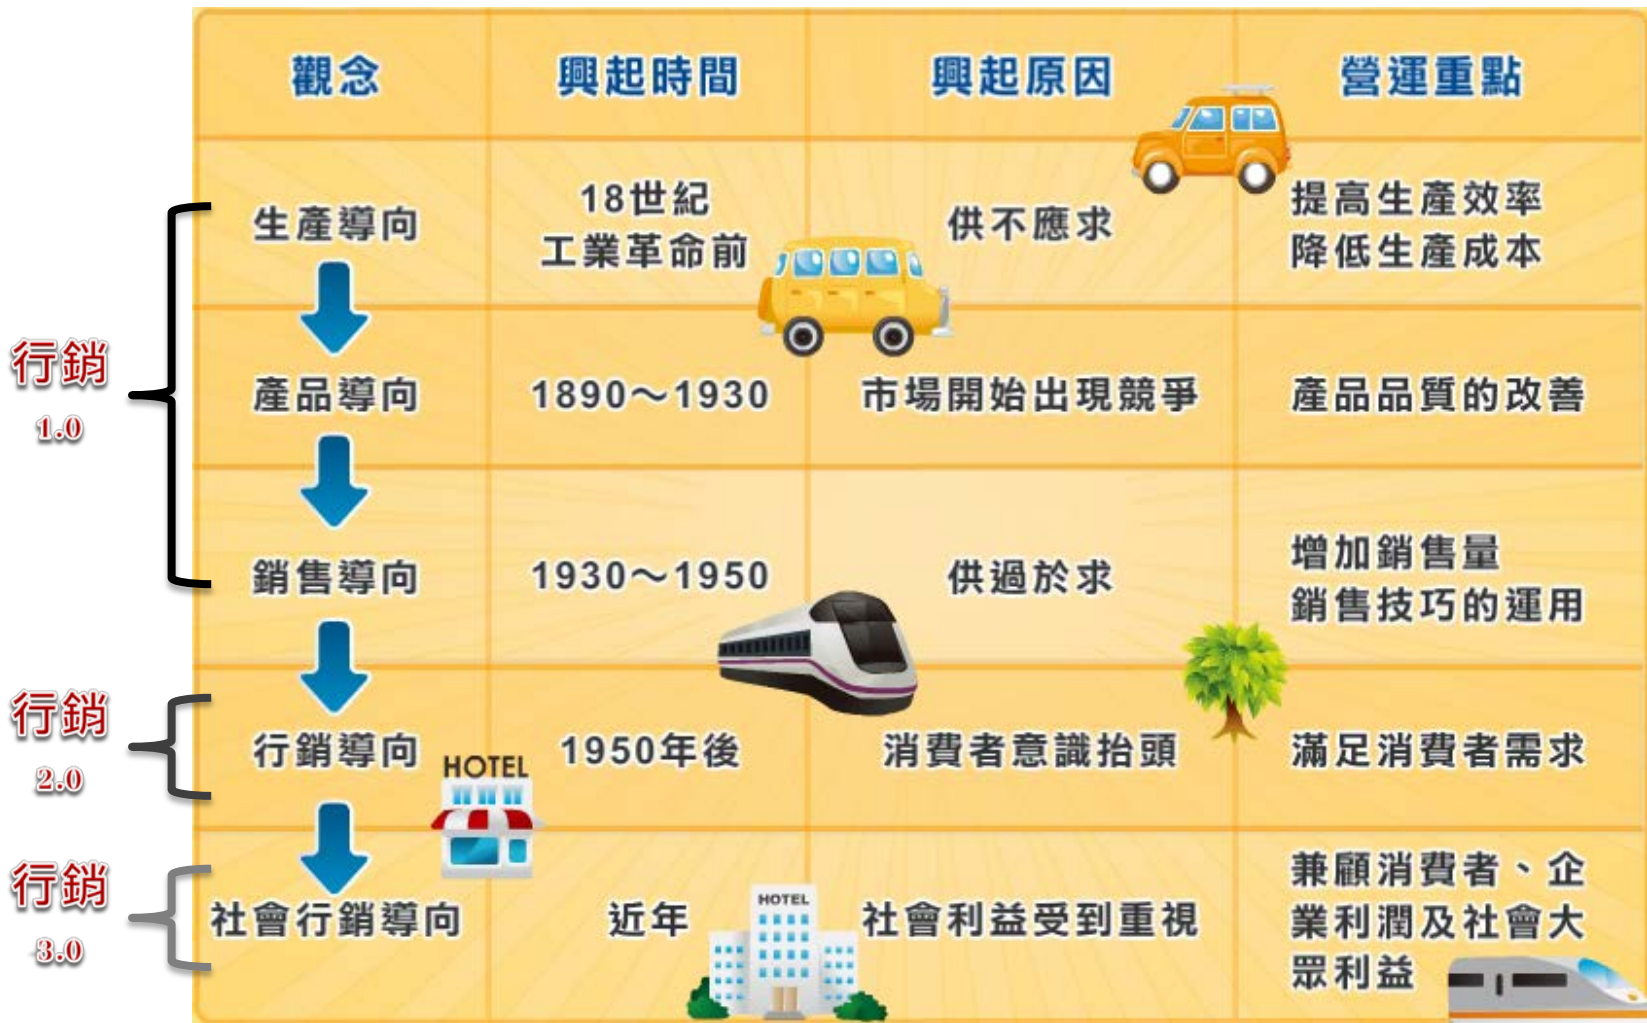 觀念 興起時間 興起原因 營運重點
生產導向
18世紀
工業革命前
供不應求
提高生產效率
降低生產成本
行銷
1.0
產品導向 1890～1930 市場開始出現競爭 產品品質的改善
銷售導向 1930～1950 供過於求
增加銷售量
銷售技巧的運用
行銷
2.0
行銷導向 1950年後 消費者意識抬頭 滿足消費者需求
HOTEL
行銷
3.0
社會行銷導向 近年
HOTEL
社會利益受到重視
兼顧消費者、企
業利潤及社會大
眾利益